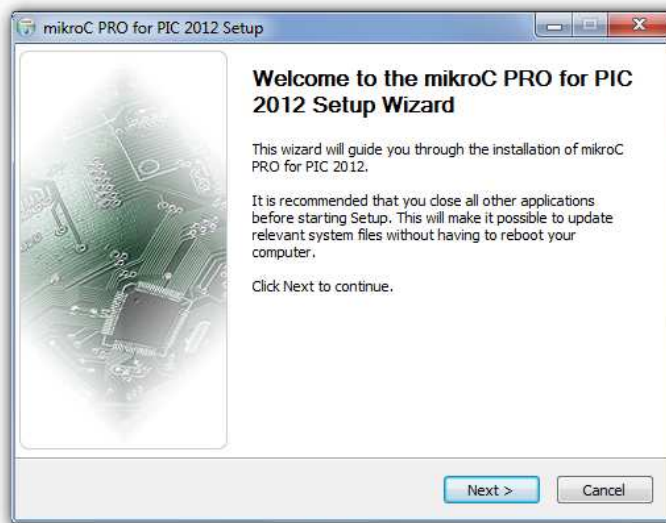 mikroC PRO for PIC 2012 Setup
Welcome to the mikroC PRO for PIC
2012 Setup Wizard
This wizard will guide you through the installation of mikroC
PRO for PIC 2012.
It is recommended that you close all other applications
before starting Setup. This will make it possible to update
relevant system files without having to reboot your
computer.
Click Next to continue.
Next >
Cancel